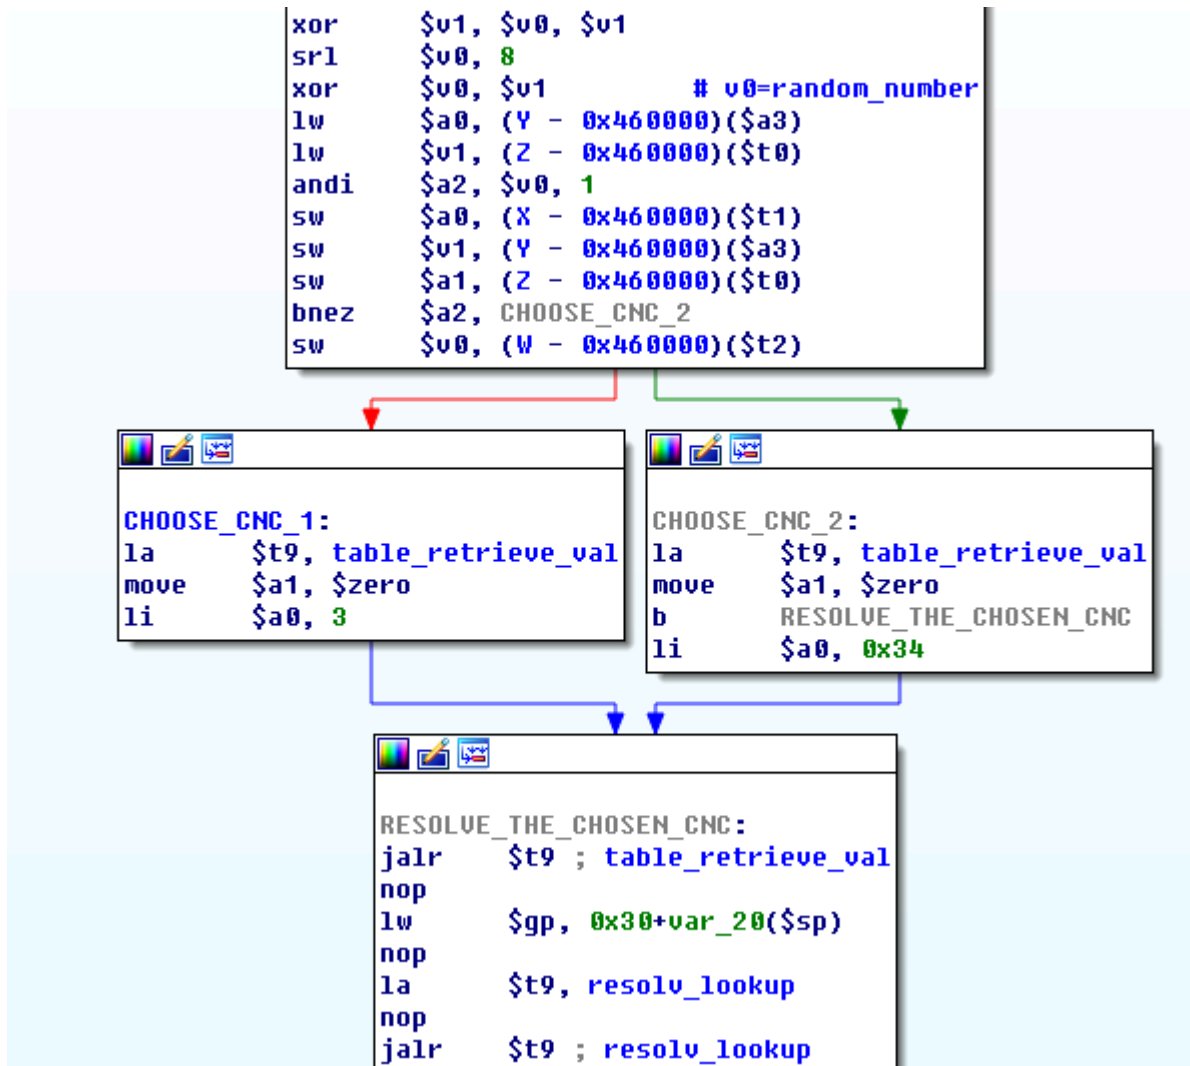 xor $v1, $v0, $v1
srl $v0, 8
xor $v0, $v1 # v0=random_number
lw $a0, (Y - 0x460000)($a3)
lw $v1, (Z - 0x460000)($t0)
andi $a2, $v0, 1
sw $a0, (X - 0x460000)($t1)
sw $v1, (Y - 0x460000)($a3)
sw $a1, (Z - 0x460000)($t0)
bnez $a2, CHOOSE_CNC_2
sw $v0, (W - 0x460000)($t2)
CHOOSE_CNC_1:
la $t9, table_retrieve_val
move $a1, $zero
li $a0, 3
CHOOSE_CNC_2:
la $t9, table_retrieve_val
move $a1, $zero
b RESOLVE_THE_CHOSEN_CNC
li $a0, 0x34
RESOLVE_THE_CHOSEN_CNC:
jalr $t9 ; table_retrieve_val
nop
lw $gp, 0x30+var_20($sp)
nop
la $t9, resolv_lookup
nop
jalr $t9 ; resolv_lookup